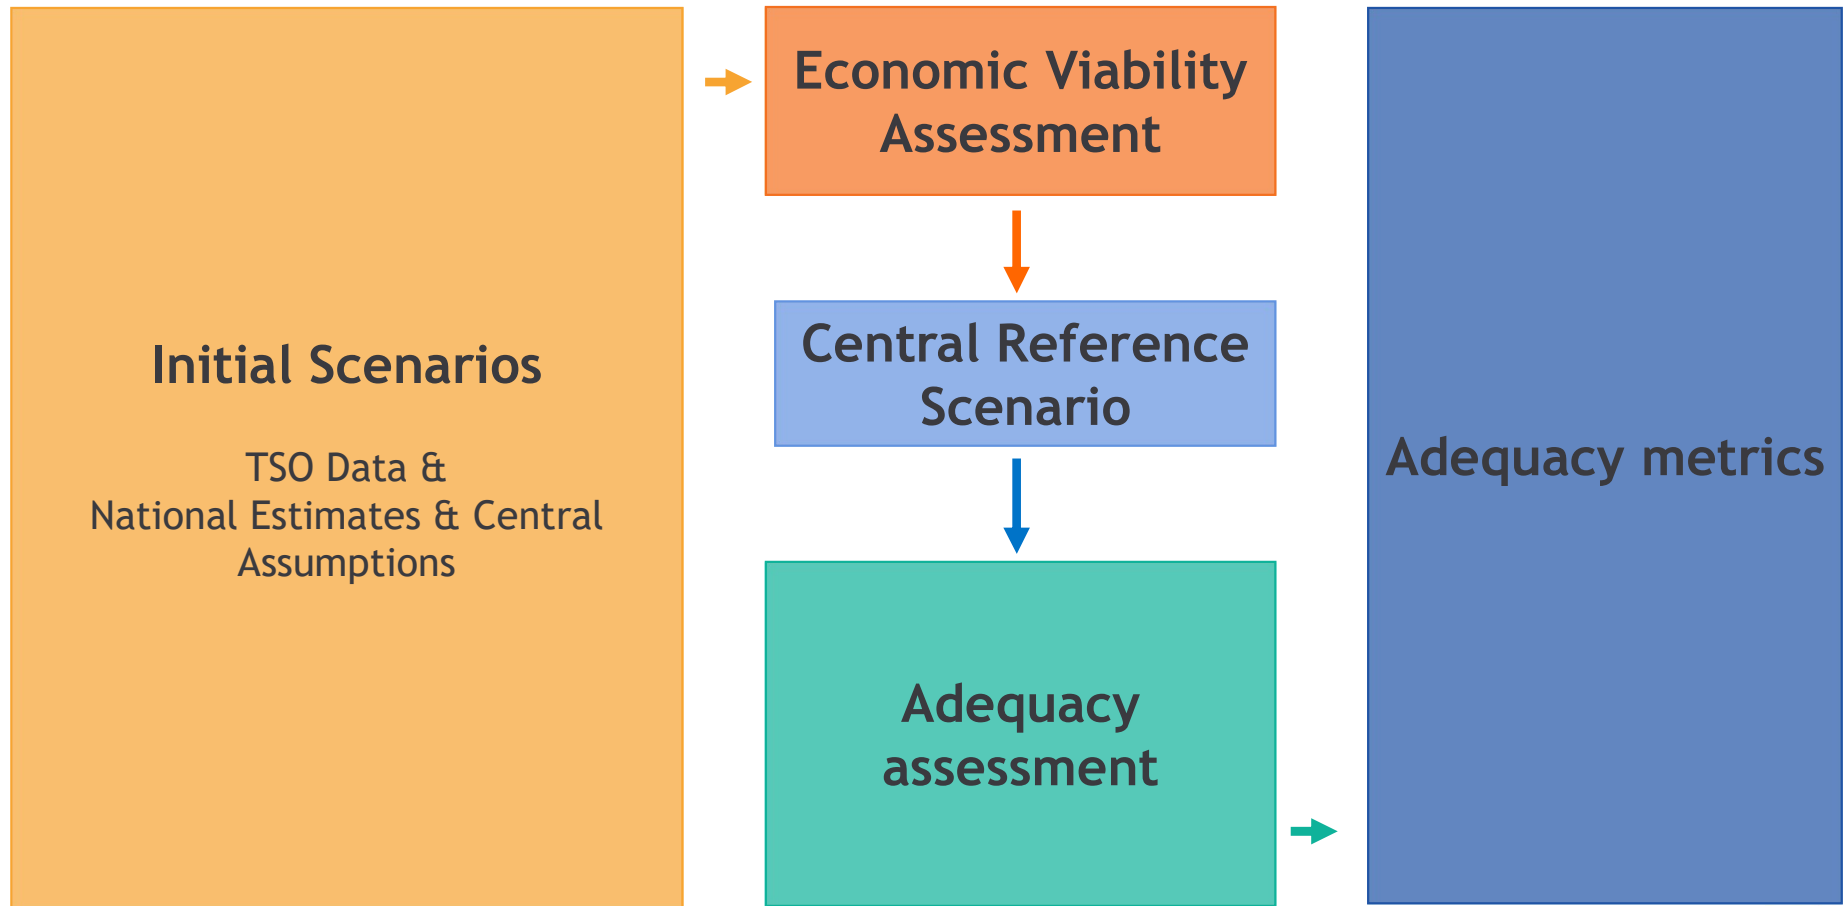 Initial Scenarios
TSO Data &
National Estimates & Central
Assumptions
Economic Viability
Assessment
Central Reference
Scenario
Adequacy
assessment
Adequacy metrics